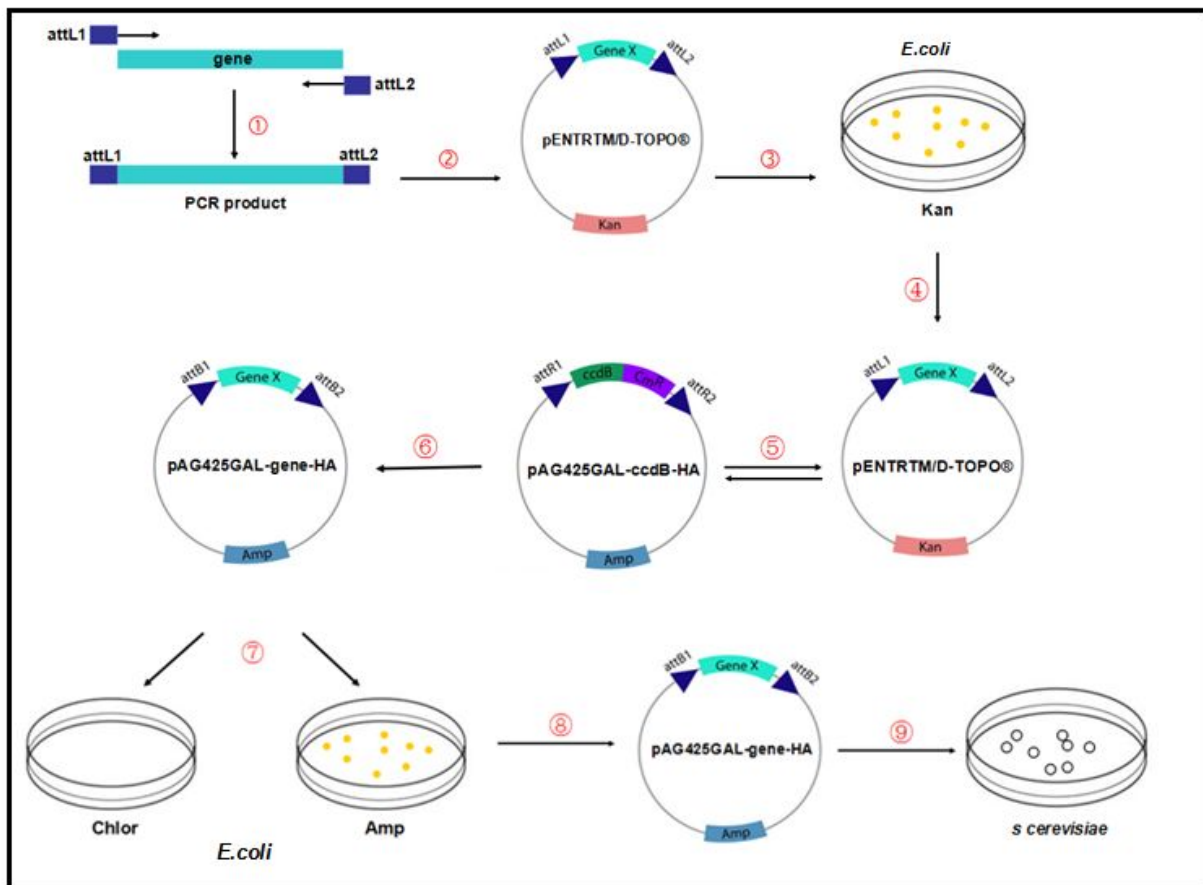 attL1
gene
attL2
①
attL1
attL2
PCR product
②
attL1
Gene X
attL2
pENTRTM/D-TOPO®
Kan
③
E.coli
Kan
④
attB1
Gene X
attB2
pAG425GAL-gene-HA
Amp
⑥
attR1
ccdB
CmR
attR2
pAG425GAL-ccdB-HA
Amp
⑤
attL1
Gene X
attL2
pENTRTM/D-TOPO®
Kan
⑦
Chlor
Amp
E.coli
⑧
attB1
Gene X
attB2
pAG425GAL-gene-HA
Amp
⑨
s cerevisiae